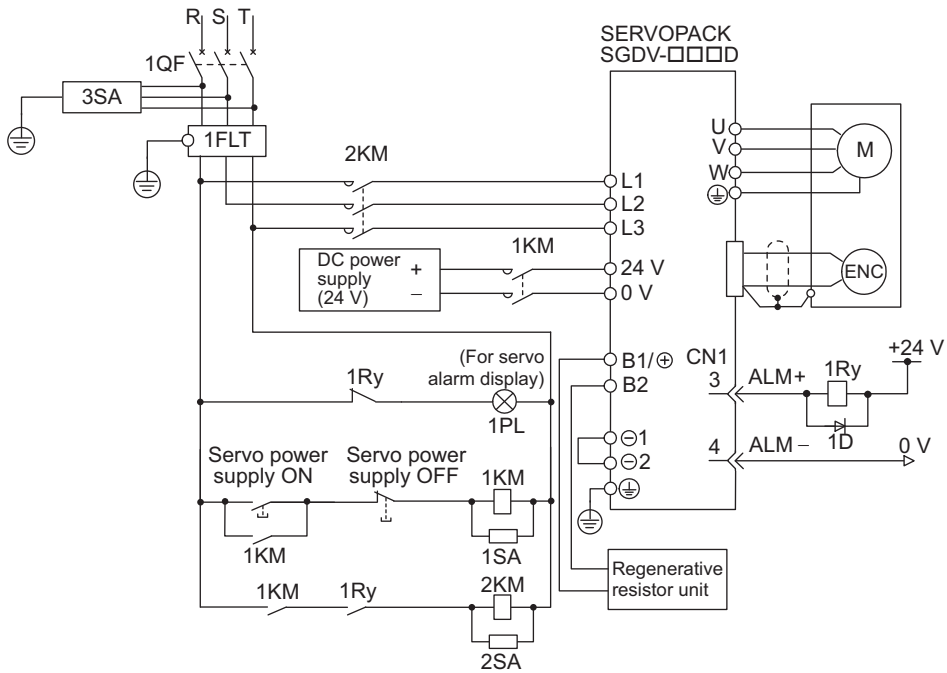 R S T
SERVOPACK
SGDV-□□□D
1QF
3SA
1FLT
2KM
U
V
W
M
L1
L2
L3
1KM
DC power
supply
(24 V)
+
−
24 V
0 V
ENC
B1/⊕
B2
CN1
3
ALM+
1Ry
+24 V
1D
4
ALM−
0 V
1Ry
(For servo
alarm display)
1PL
⊖1
⊖2
Servo power
supply ON
Servo power
supply OFF
1KM
1KM
1SA
1KM
1Ry
2KM
2SA
Regenerative
resistor unit